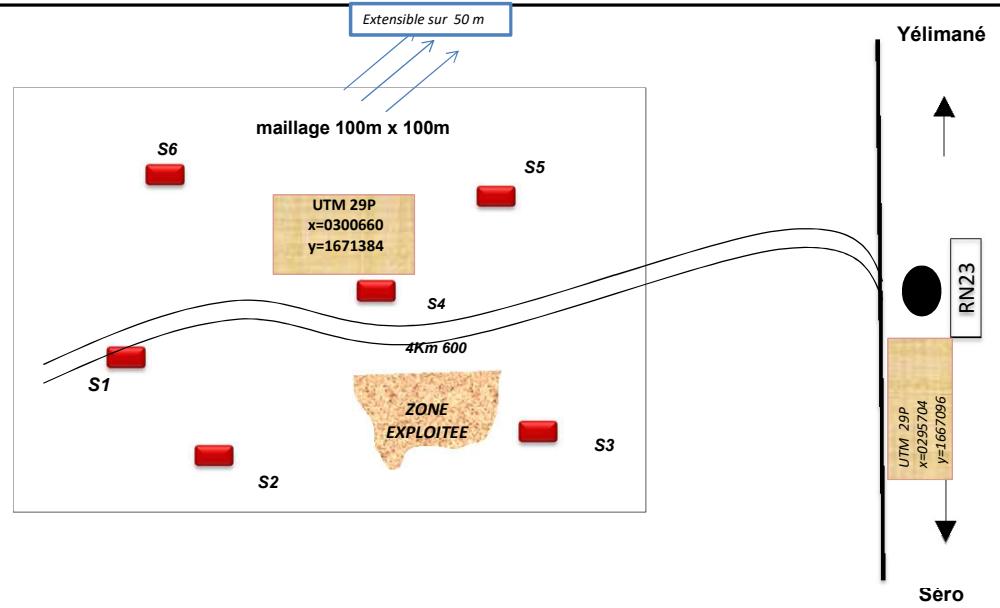 Extensible sur 50 m
Yélimané
maillage 100m x 100m
S6
S5
UTM 29P
x=0300660
y=1671384
S4
RN23
4Km 600
S1
UTM 29P
x=0295704
y=1667096
ZONE
EXPLOITEE
S3
S2
Séro